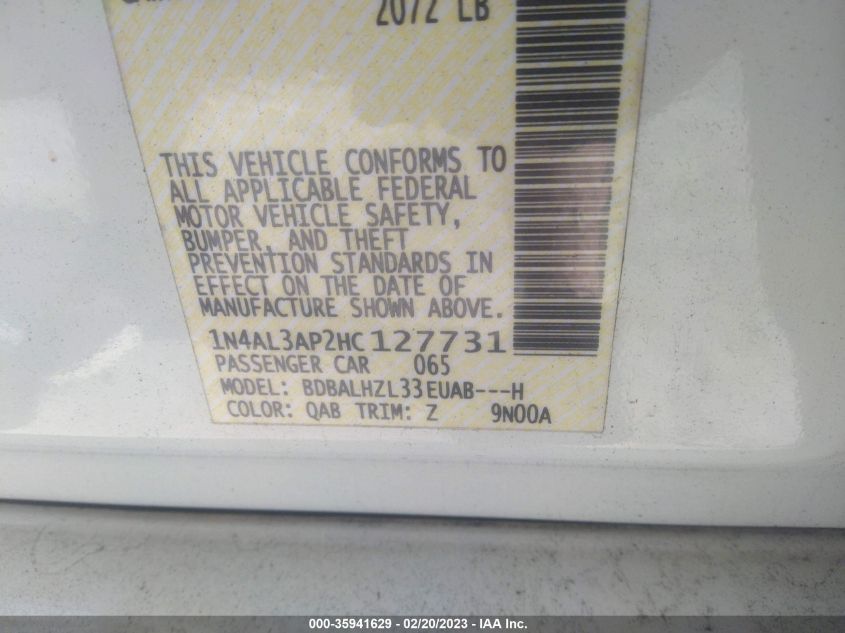 2072 LB
THIS VEHICLE CONFORMS TO
ALL APPLICABLE FEDERAL
MOTOR VEHICLE SAFETY,
BUMPER, AND THEFT
PREVENTION STANDARDS IN
EFFECT ON THE DATE OF
MANUFACTURE SHOWN ABOVE.
1N4AL3AP2HC127731
PASSENGER CAR 065
MODEL: BDBALHZL33EUAB---H
COLOR: QAB TRIM: Z 9N00A
000-35941629 - 02/20/2023 - IAA Inc.